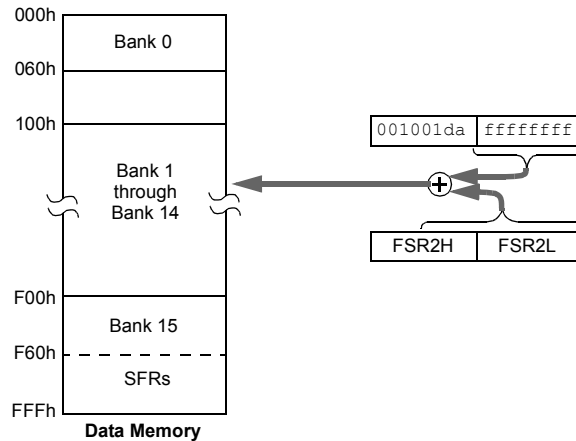 000h
Bank 0
060h
100h
001001da ffffffff
Bank 1
through
Bank 14
FSR2H FSR2L
F00h
Bank 15
F60h
SFRs
FFFh
Data Memory